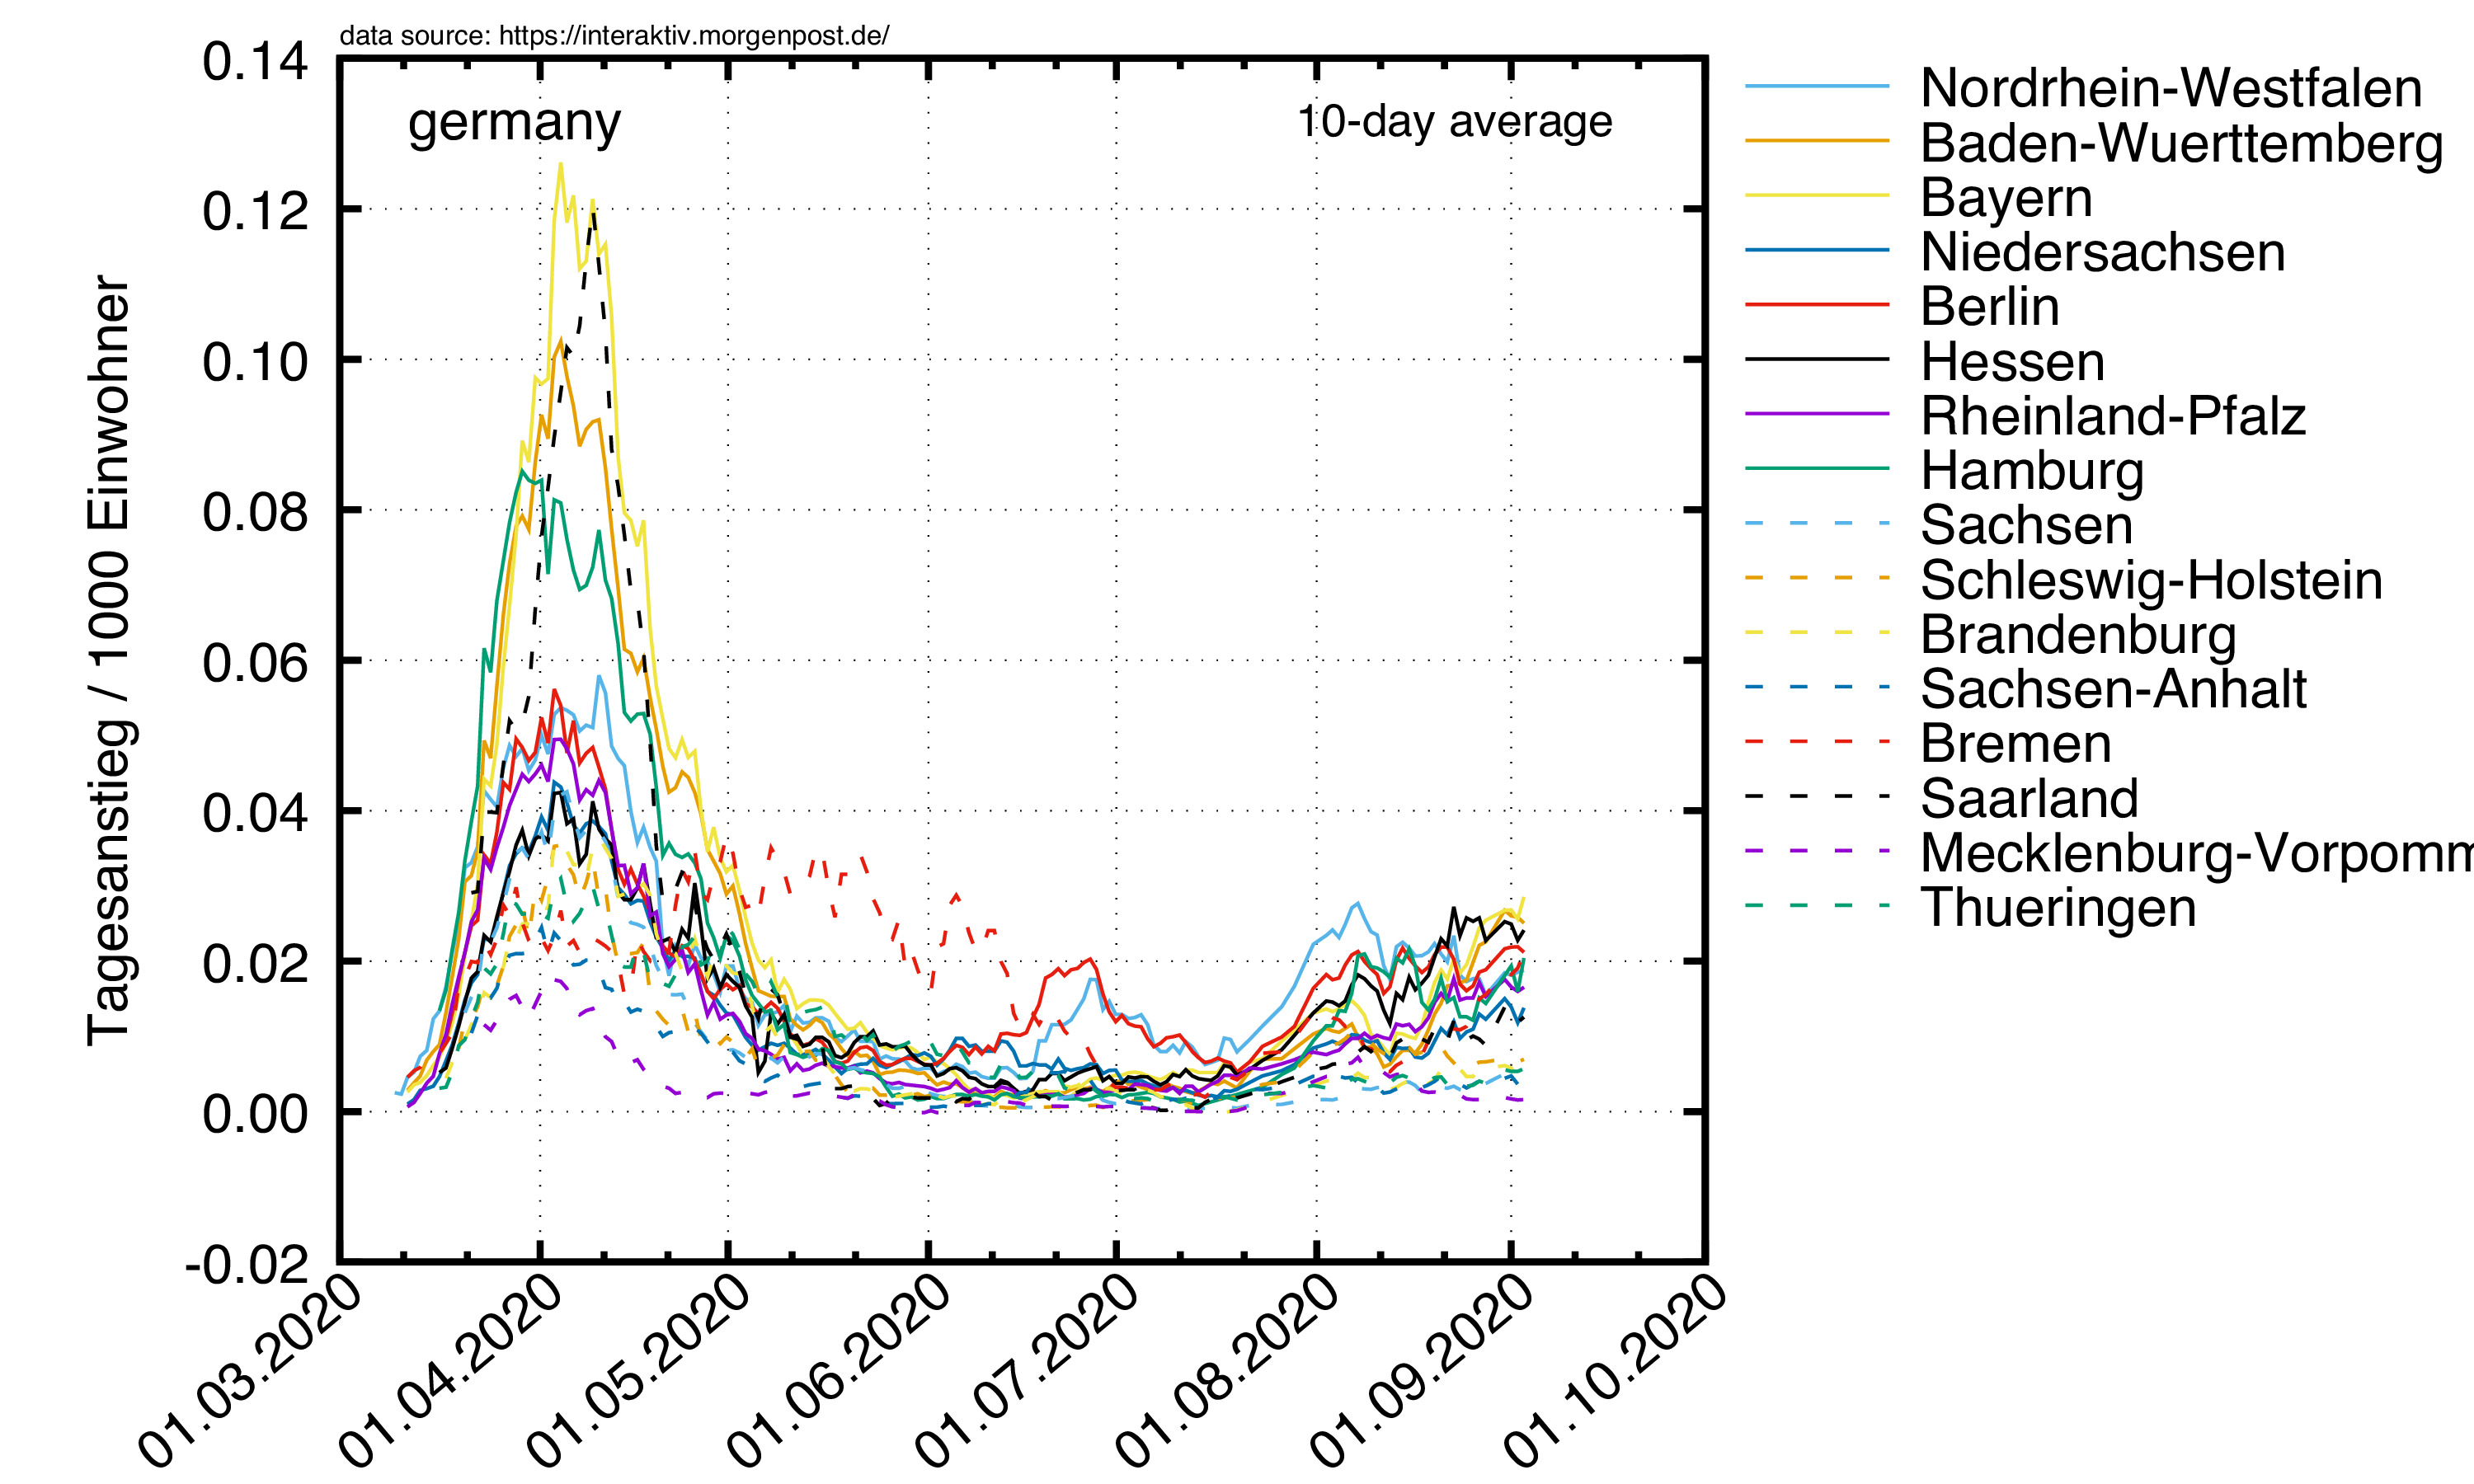 data source: https://interaktiv.morgenpost.de/
germany
10-day average
Tagesanstieg / 1000 Einwohner
0.14
0.12
0.10
0.08
0.06
0.04
0.02
0.00
-0.02
01.03.2020
01.04.2020
01.05.2020
01.06.2020
01.07.2020
01.08.2020
01.09.2020
01.10.2020
Nordrhein-Westfalen
Baden-Wuerttemberg
Bayern
Niedersachsen
Berlin
Hessen
Rheinland-Pfalz
Hamburg
Sachsen
Schleswig-Holstein
Brandenburg
Sachsen-Anhalt
Bremen
Saarland
Mecklenburg-Vorpomm
Thueringen